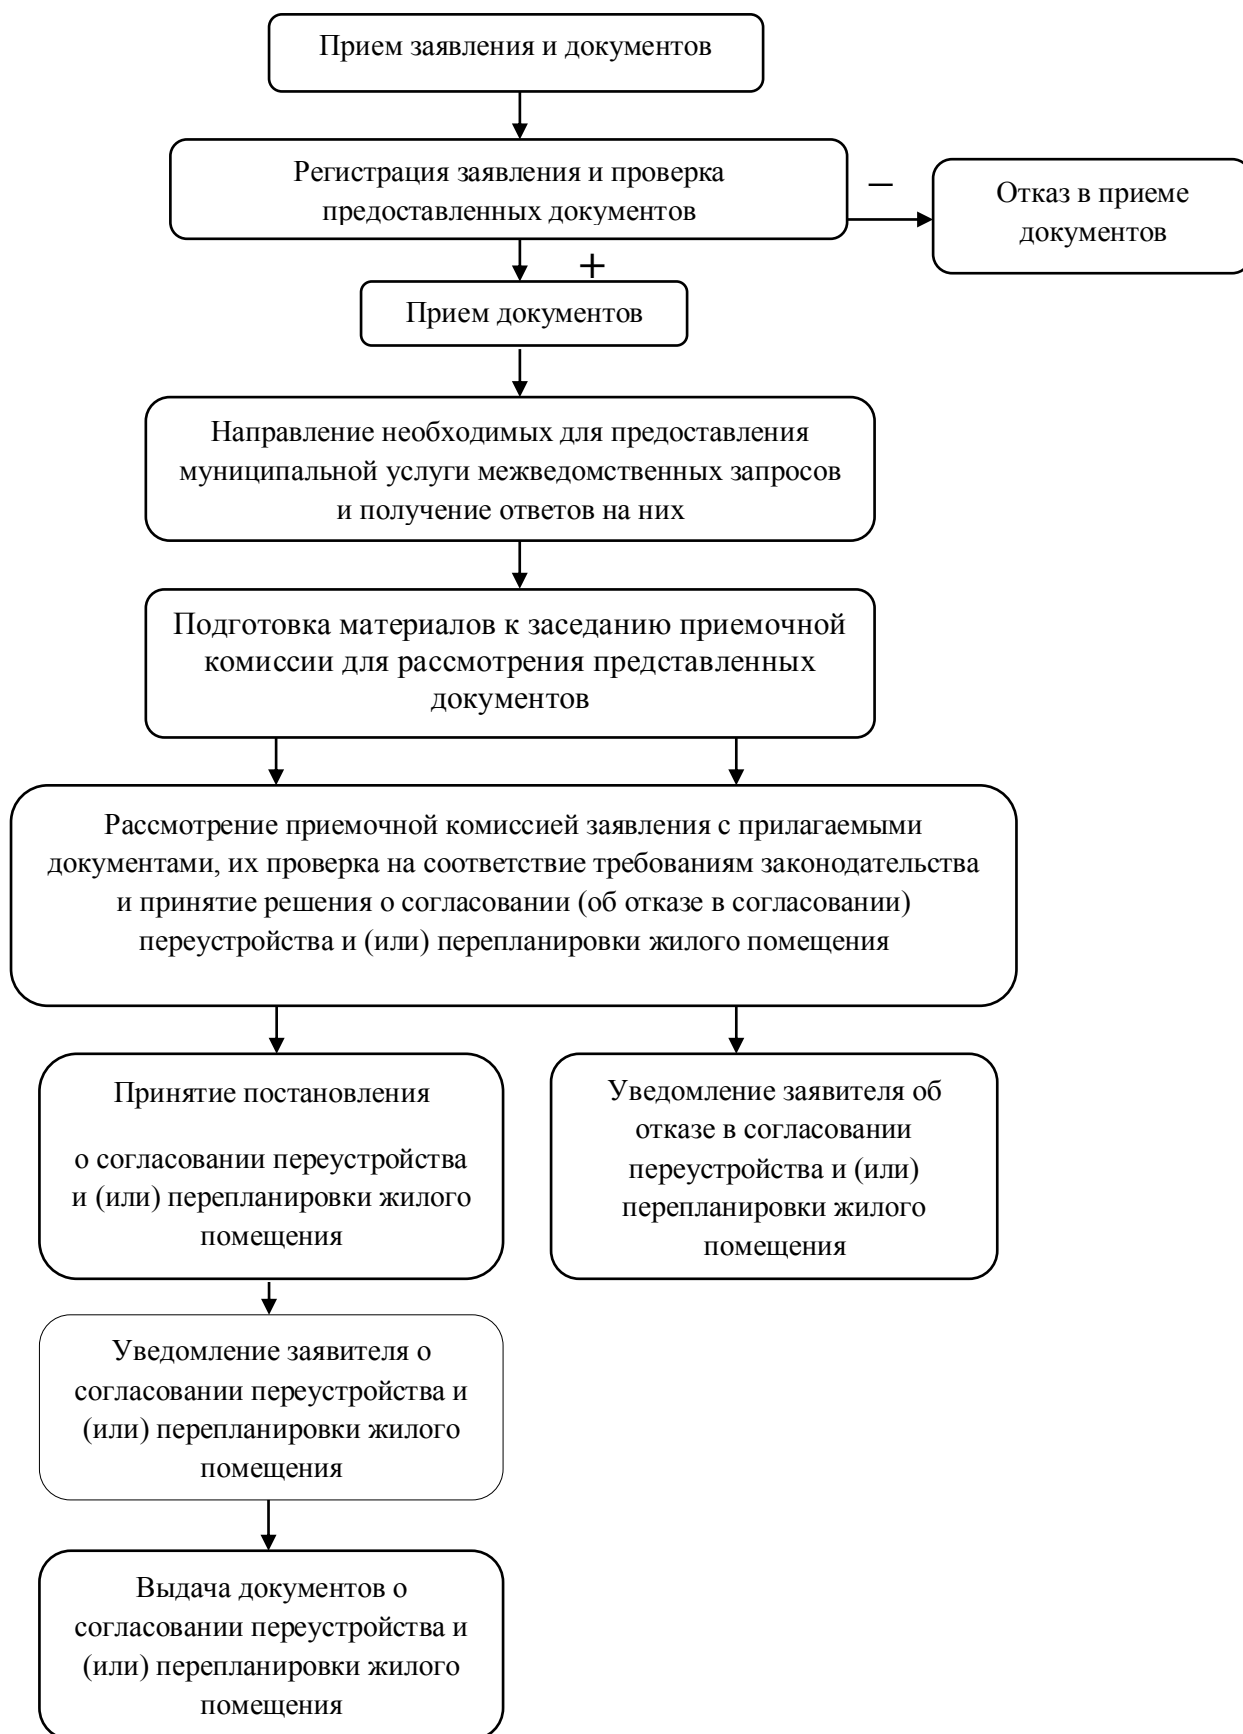 Прием заявления и документов
Регистрация заявления и проверка
предоставленных документов
–
Отказ в приеме
документов
+
Прием документов
Направление необходимых для предоставления
муниципальной услуги межведомственных запросов
и получение ответов на них
Подготовка материалов к заседанию приемочной
комиссии для рассмотрения представленных
документов
Рассмотрение приемочной комиссией заявления с прилагаемыми
документами, их проверка на соответствие требованиям законодательства
и принятие решения о согласовании (об отказе в согласовании)
переустройства и (или) перепланировки жилого помещения
Принятие постановления
о согласовании переустройства
и (или) перепланировки жилого
помещения
Уведомление заявителя об
отказе в согласовании
переустройства и (или)
перепланировки жилого
помещения
Уведомление заявителя о
согласовании переустройства и
(или) перепланировки жилого
помещения
Выдача документов о
согласовании переустройства и
(или) перепланировки жилого
помещения